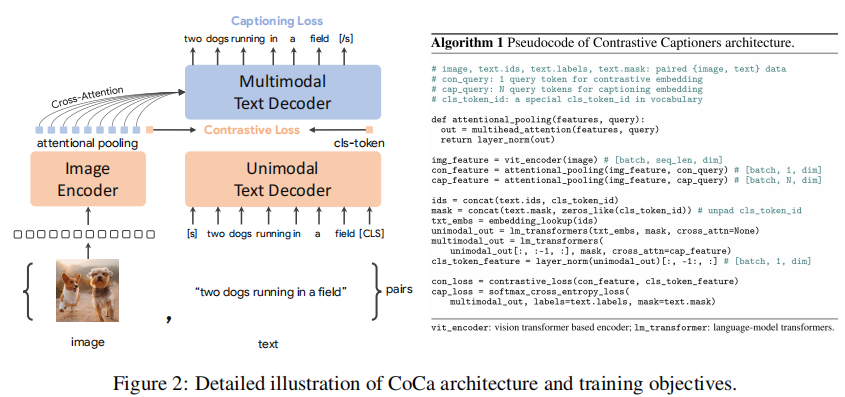 Captioning Loss
two dogs running in a field [/s]
Multimodal
Text Decoder
Cross-Attention
Contrastive Loss
attentional pooling
cls-token
Image
Encoder
Unimodal
Text Decoder
[s] two dogs running in a field [CLS]
“two dogs running in a field”
pairs
,
image
text
Algorithm 1 Pseudocode of Contrastive Captioners architecture.
# image, text.ids, text.labels, text.mask: paired {image, text} data
# con_query: 1 query token for contrastive embedding
# cap_query: N query tokens for captioning embedding
# cls_token_id: a special cls_token_id in vocabulary
def attentional_pooling(features, query):
out = multihead_attention(features, query)
return layer_norm(out)
img_feature = vit_encoder(image) # [batch, seq_len, dim]
con_feature = attentional_pooling(img_feature, con_query) # [batch, 1, dim]
cap_feature = attentional_pooling(img_feature, cap_query) # [batch, N, dim]
ids = concat(text.ids, cls_token_id)
mask = concat(text.mask, zeros_like(cls_token_id)) # unpad cls_token_id
txt_embs = embedding_lookup(ids)
unimodal_out = lm_transformers(txt_embs, mask, cross_attn=None)
multimodal_out = lm_transformers(
unimodal_out[:, :-1, :], mask, cross_attn=cap_feature)
cls_token_feature = layer_norm(unimodal_out)[:, -1:, :] # [batch, 1, dim]
con_loss = contrastive_loss(con_feature, cls_token_feature)
cap_loss = softmax_cross_entropy_loss(
multimodal_out, labels=text.labels, mask=text.mask)
vit_encoder: vision transformer based encoder; lm_transformer: language-model transformers.
Figure 2: Detailed illustration of CoCa architecture and training objectives.